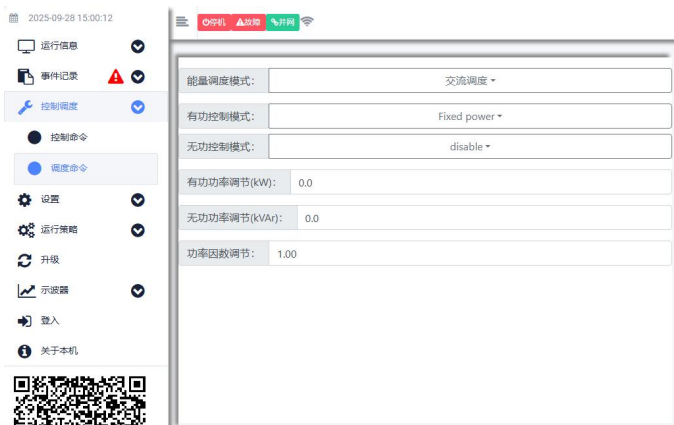 2025-09-28 15:00:12
停机 故障 并网
运行信息
事件记录
控制调度
控制命令
调度命令
设置
运行策略
升级
示波器
登入
关于本机
能量调度模式: 交流调度
有功控制模式: Fixed power
无功控制模式: disable
有功功率调节(kW): 0.0
无功功率调节(kVAr): 0.0
功率因数调节: 1.00